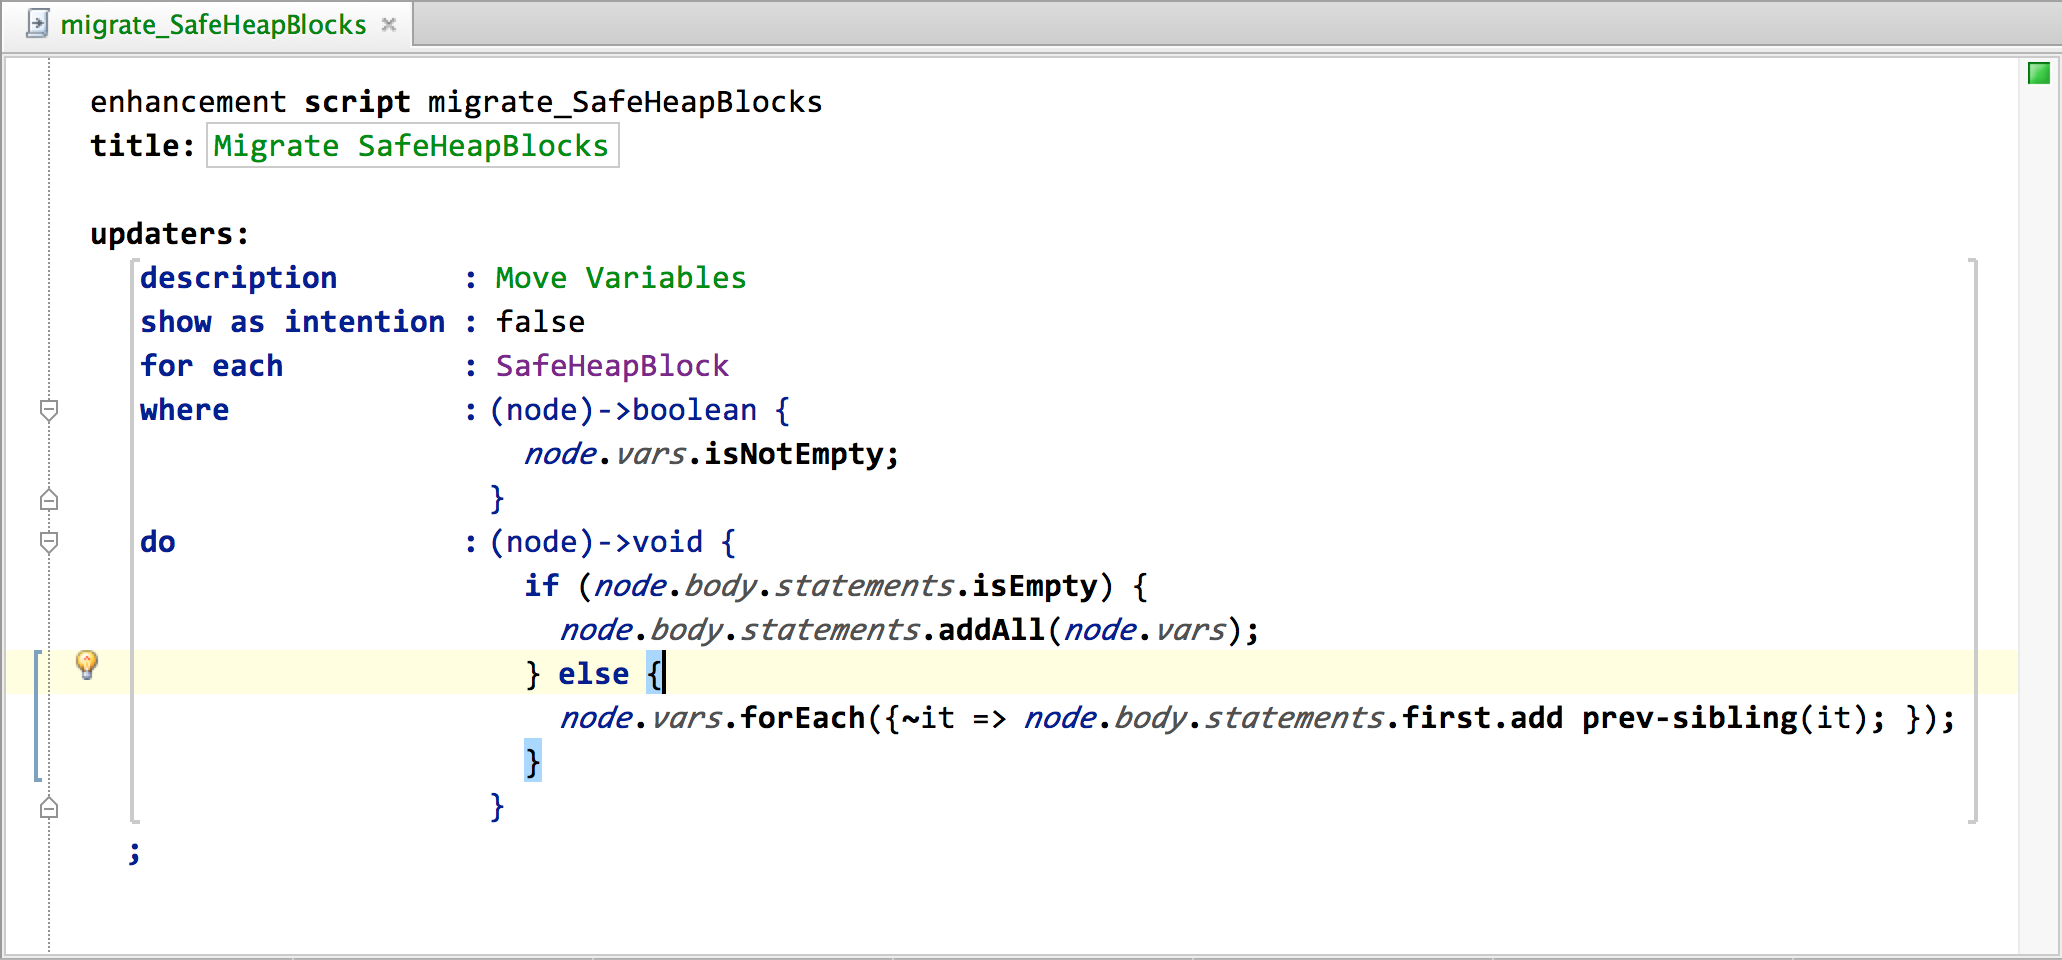 migrate_SafeHeapBlocks
enhancement script migrate_SafeHeapBlocks
title: Migrate SafeHeapBlocks
updaters:
description : Move Variables
show as intention : false
for each : SafeHeapBlock
where : (node)->boolean {
node.vars.isNotEmpty;
}
do : (node)->void {
if (node.body.statements.isEmpty) {
node.body.statements.addAll(node.vars);
} else {
node.vars.forEach({~it => node.body.statements.first.add prev-sibling(it); });
}
}
;